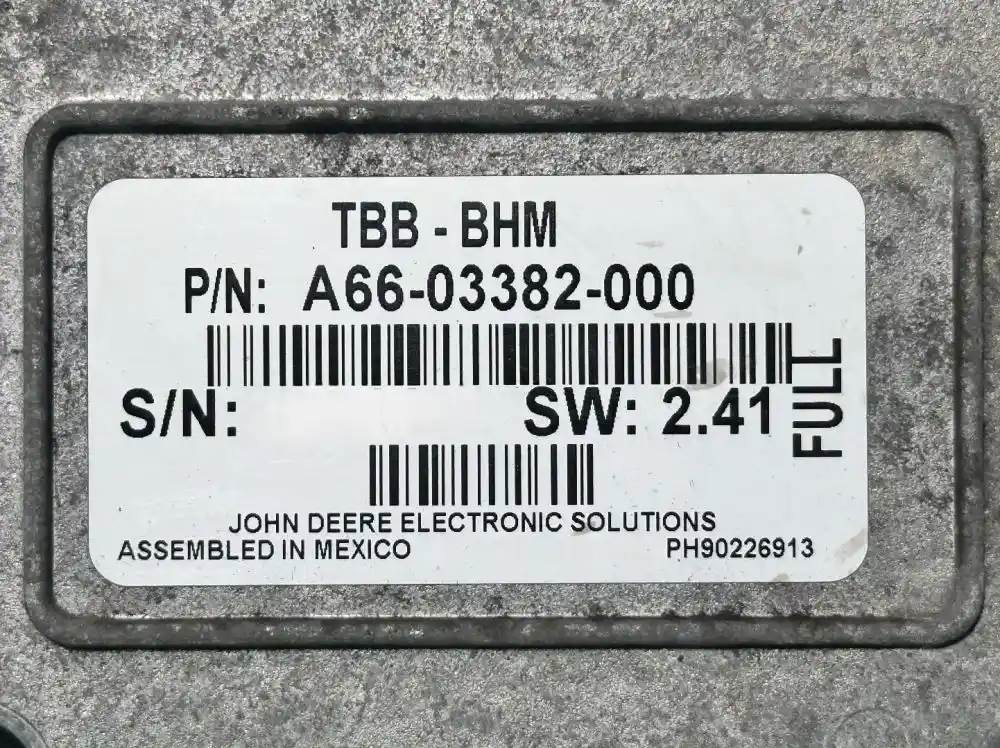 TBB - BHM
P/N: A66-03382-000
S/N: SW: 2.41
FULL
JOHN DEERE ELECTRONIC SOLUTIONS
ASSEMBLED IN MEXICO PH90226913